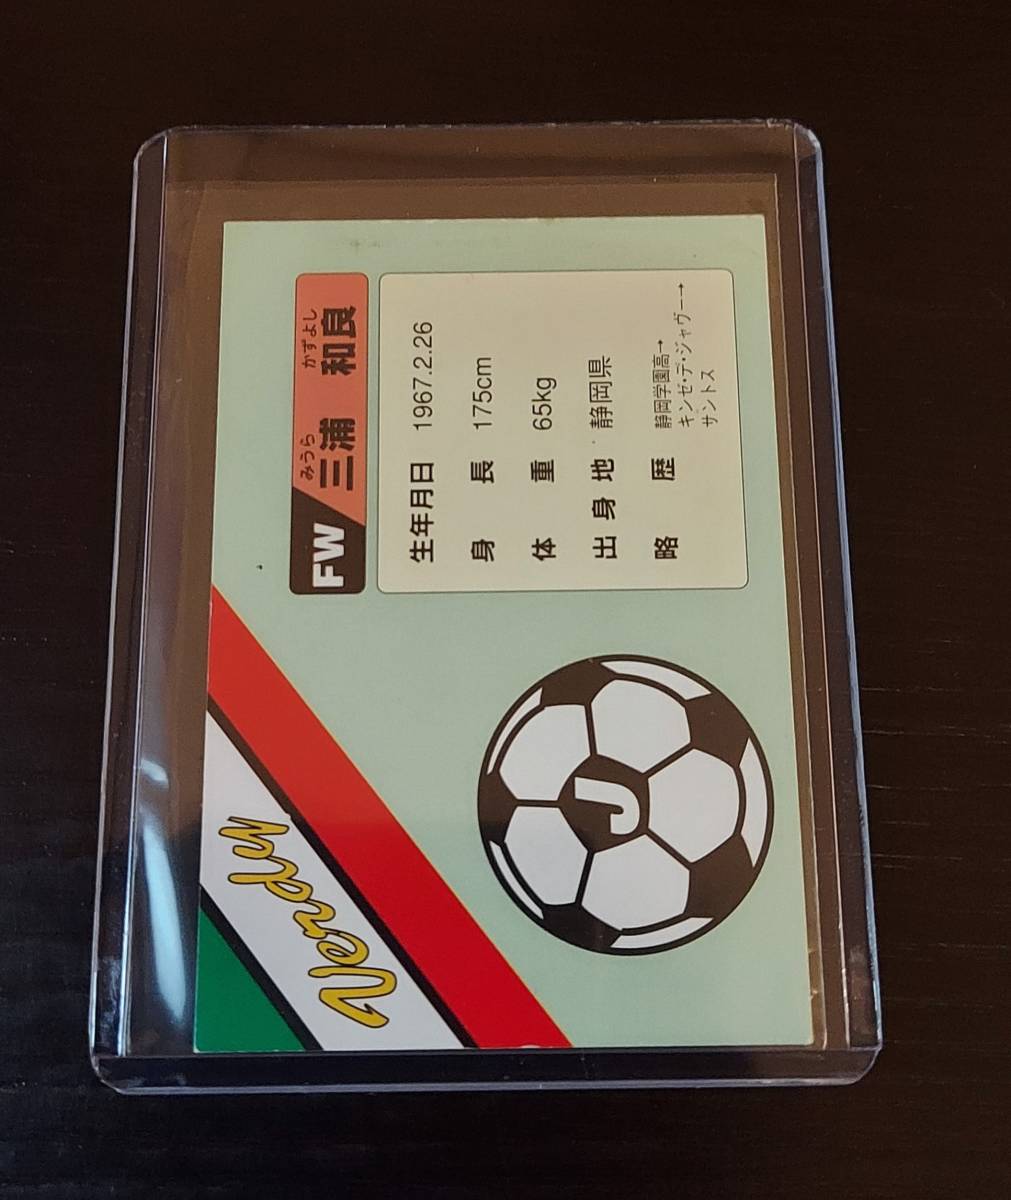 Verdy
FW 三浦 和良
みうら かずよし
生年月日 1967.2.26
身長 175cm
体重 65kg
出身地 静岡県
略歴 静岡学園高→
キンゼ・デ・ジャヴー→
サントス
J